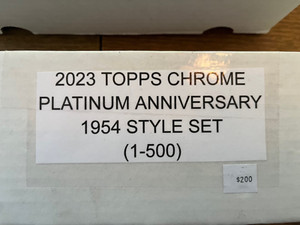 2023 TOPPS CHROME
PLATINUM ANNIVERSARY
1954 STYLE SET
(1-500)
$200